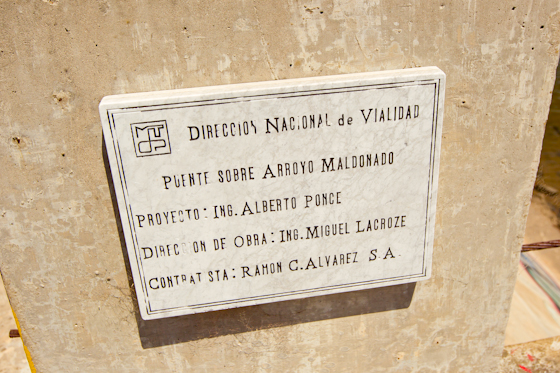 MTOP
DIRECCION NACIONAL de VIALIDAD
PUENTE SOBRE ARROYO MALDONADO
PROYECTO: ING. ALBERTO PONCE
DIRECCION DE OBRA: ING. MIGUEL LACROZE
CONTRATISTA: RAMON C. ALVAREZ S.A.